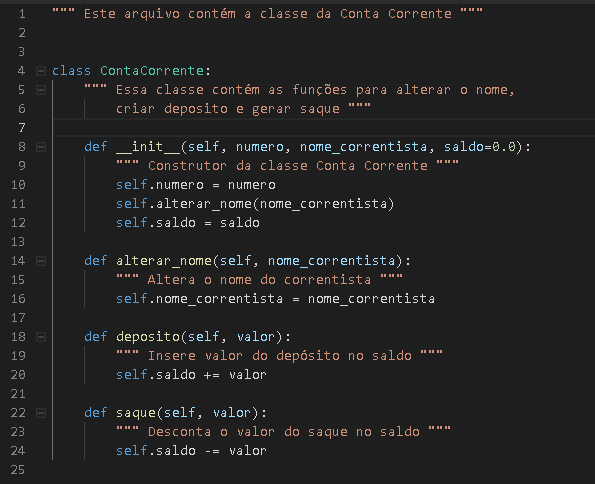 1 """ Este arquivo contém a classe da Conta Corrente """
2
3
4 class ContaCorrente:
5     """ Essa classe contém as funções para alterar o nome,
6         criar deposito e gerar saque """
7
8     def __init__(self, numero, nome_correntista, saldo=0.0):
9         """ Construtor da classe Conta Corrente """
10         self.numero = numero
11         self.alterar_nome(nome_correntista)
12         self.saldo = saldo
13
14     def alterar_nome(self, nome_correntista):
15         """ Altera o nome do correntista """
16         self.nome_correntista = nome_correntista
17
18     def deposito(self, valor):
19         """ Insere valor do depósito no saldo """
20         self.saldo += valor
21
22     def saque(self, valor):
23         """ Desconta o valor do saque no saldo """
24         self.saldo -= valor
25